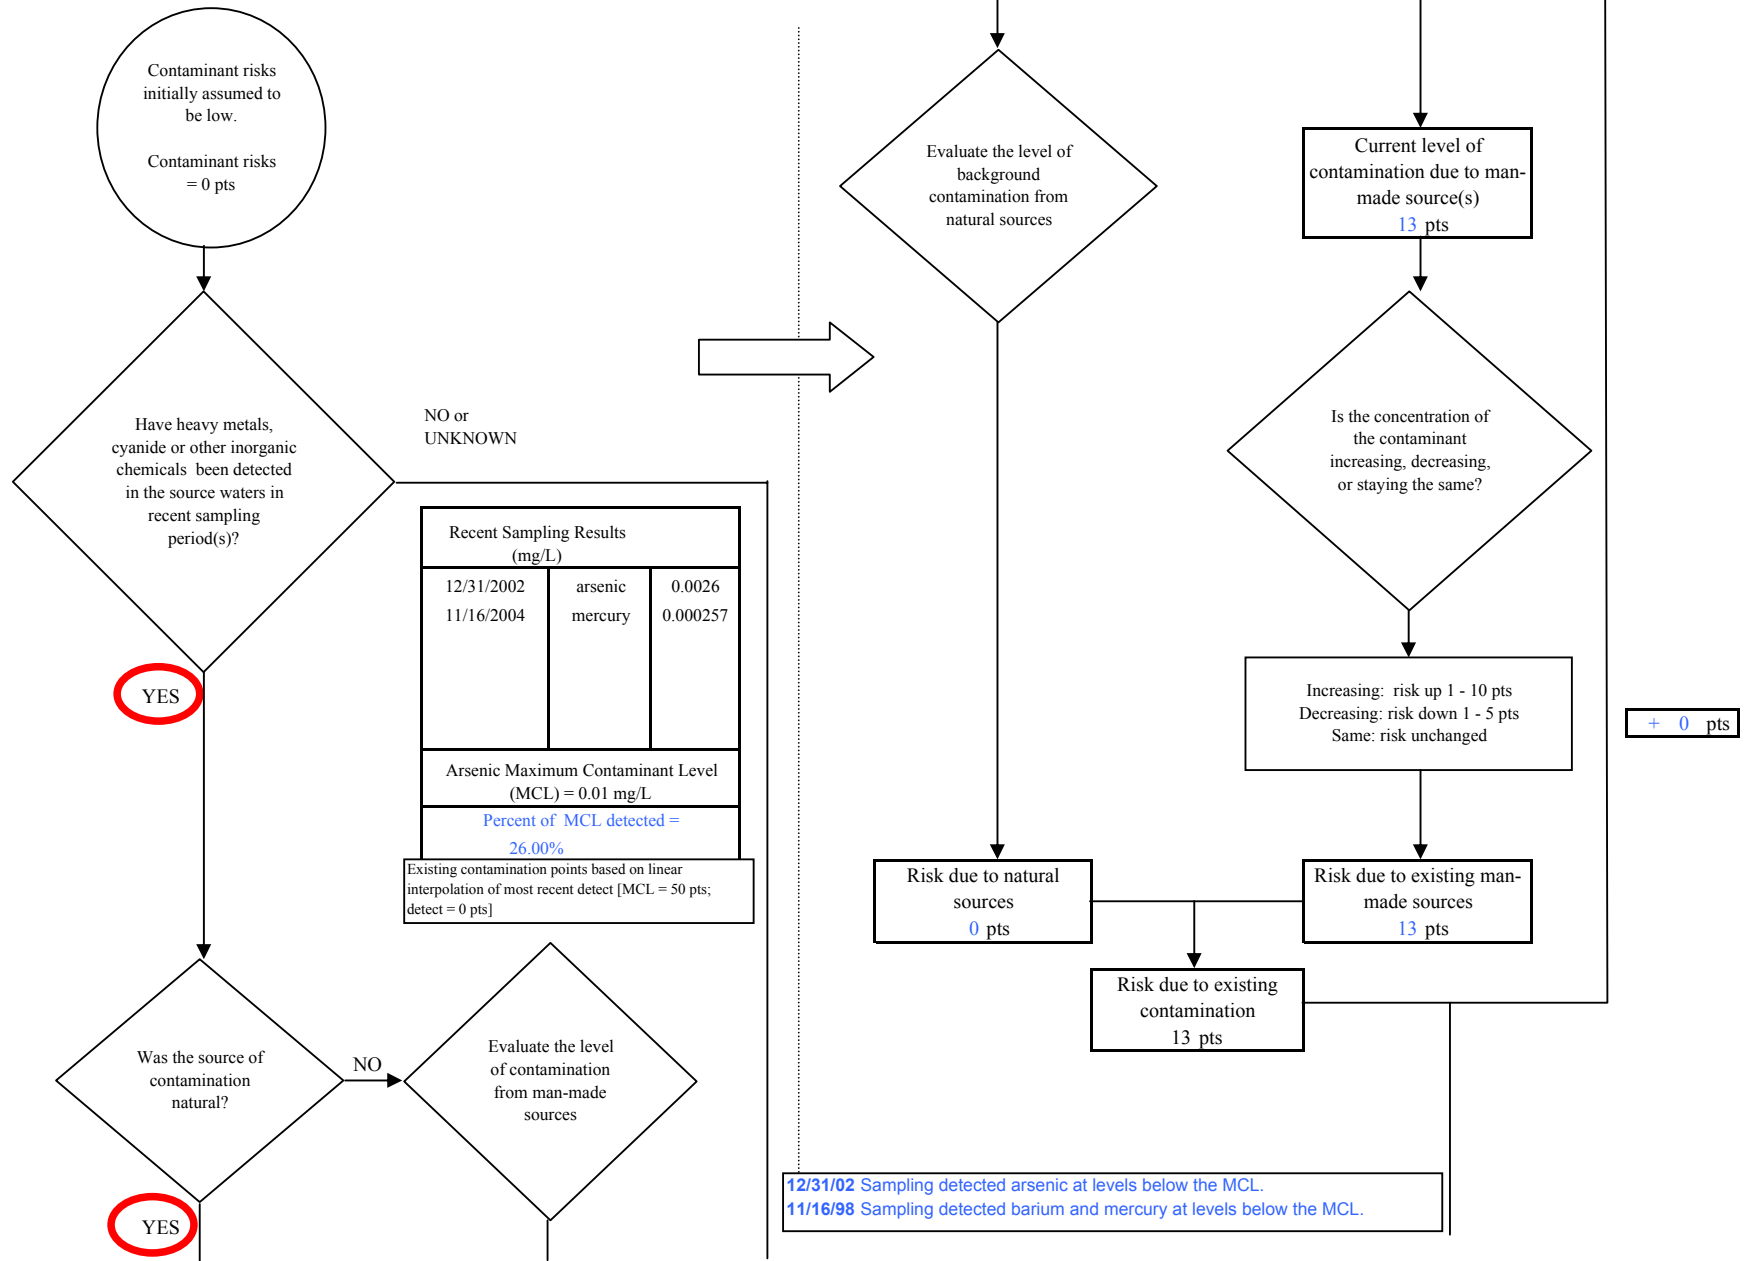 Contaminant risks
initially assumed to
be low.
Contaminant risks
= 0 pts
Have heavy metals,
cyanide or other inorganic
chemicals been detected
in the source waters in
recent sampling
period(s)?
NO or
UNKNOWN
YES
Recent Sampling Results
(mg/L)
12/31/2002 arsenic 0.0026
11/16/2004 mercury 0.000257
Arsenic Maximum Contaminant Level
(MCL) = 0.01 mg/L
Percent of MCL detected =
26.00%
Existing contamination points based on linear
interpolation of most recent detect [MCL = 50 pts;
detect = 0 pts]
Was the source of
contamination
natural?
NO
YES
Evaluate the level
of contamination
from man-made
sources
Evaluate the level of
background
contamination from
natural sources
Current level of
contamination due to man-
made source(s)
13 pts
Is the concentration of
the contaminant
increasing, decreasing,
or staying the same?
Increasing: risk up 1 - 10 pts
Decreasing: risk down 1 - 5 pts
Same: risk unchanged
+ 0 pts
Risk due to natural
sources
0 pts
Risk due to existing man-
made sources
13 pts
Risk due to existing
contamination
13 pts
12/31/02 Sampling detected arsenic at levels below the MCL.
11/16/98 Sampling detected barium and mercury at levels below the MCL.